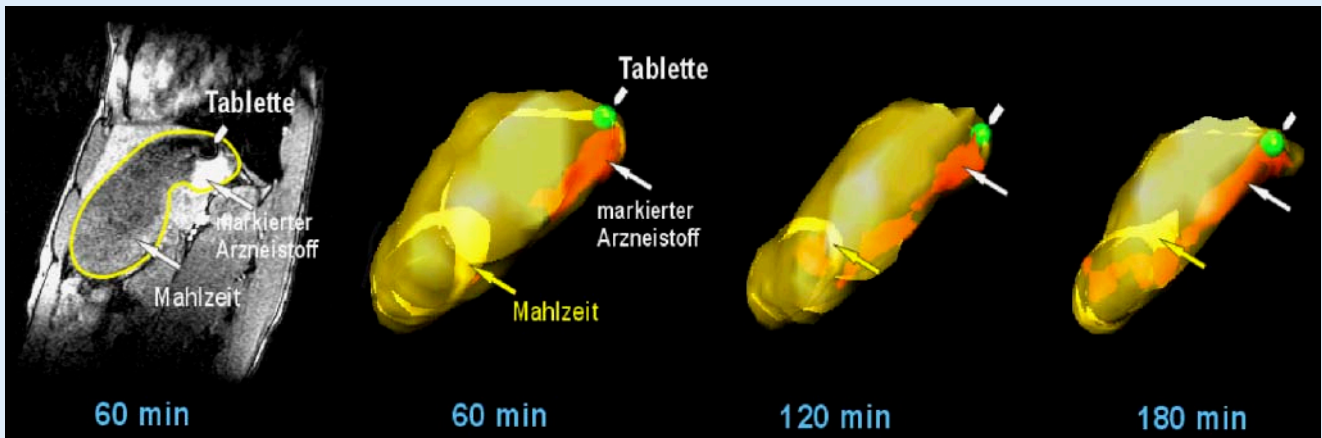 Tablette
markierter
Arzneistoff
Mahlzeit
60 min
Tablette
markierter
Arzneistoff
Mahlzeit
60 min
120 min
180 min